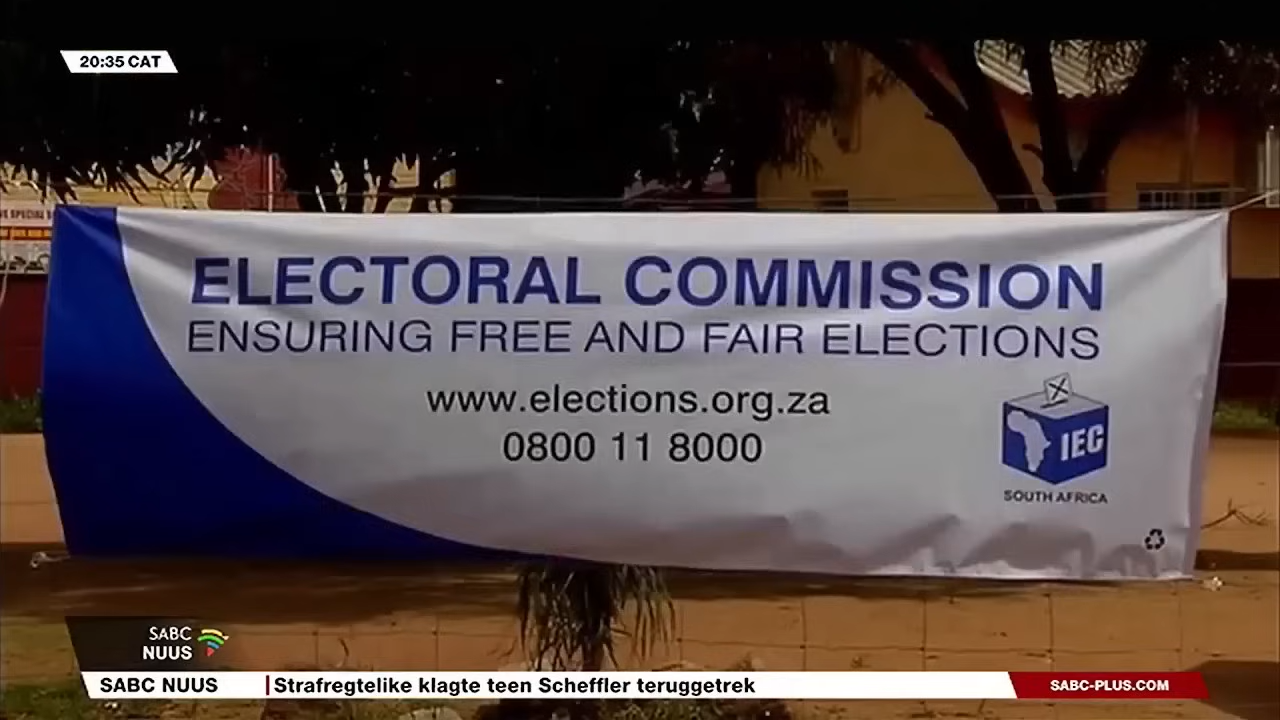 20:35 CAT
ELECTORAL COMMISSION
ENSURING FREE AND FAIR ELECTIONS
www.elections.org.za
0800 11 8000
IEC
SOUTH AFRICA
SABC
NUUS
SABC NUUS
Strafregtelike klagte teen Scheffler teruggetrek
SABC-PLUS.COM